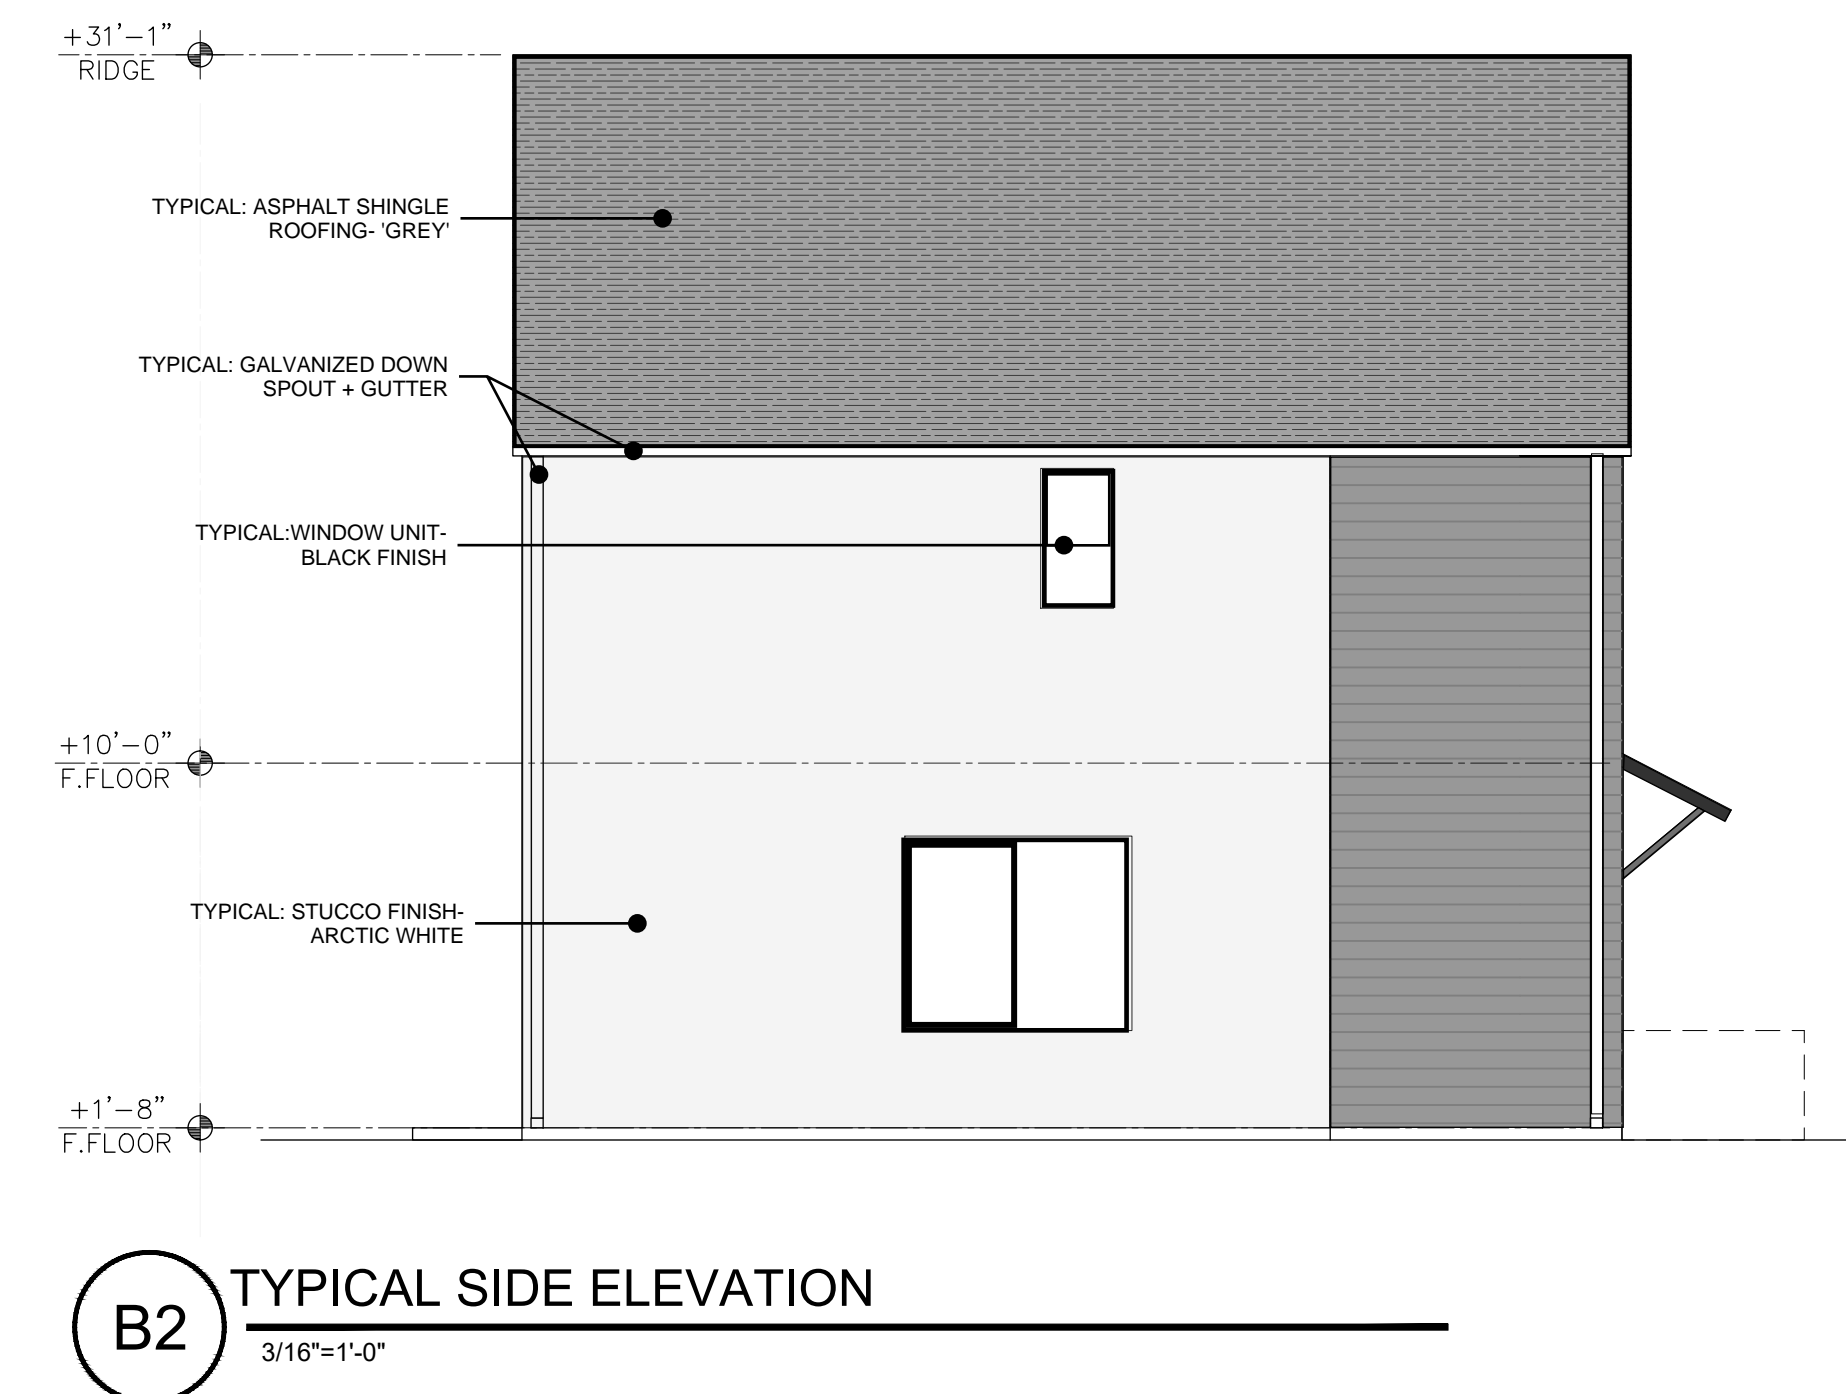 +31'-1"
RIDGE
TYPICAL: ASPHALT SHINGLE
ROOFING- 'GREY'
TYPICAL: GALVANIZED DOWN
SPOUT + GUTTER
TYPICAL:WINDOW UNIT-
BLACK FINISH
+10'-0"
F.FLOOR
TYPICAL: STUCCO FINISH-
ARCTIC WHITE
+1'-8"
F.FLOOR
B2
TYPICAL SIDE ELEVATION
3/16"=1'-0"